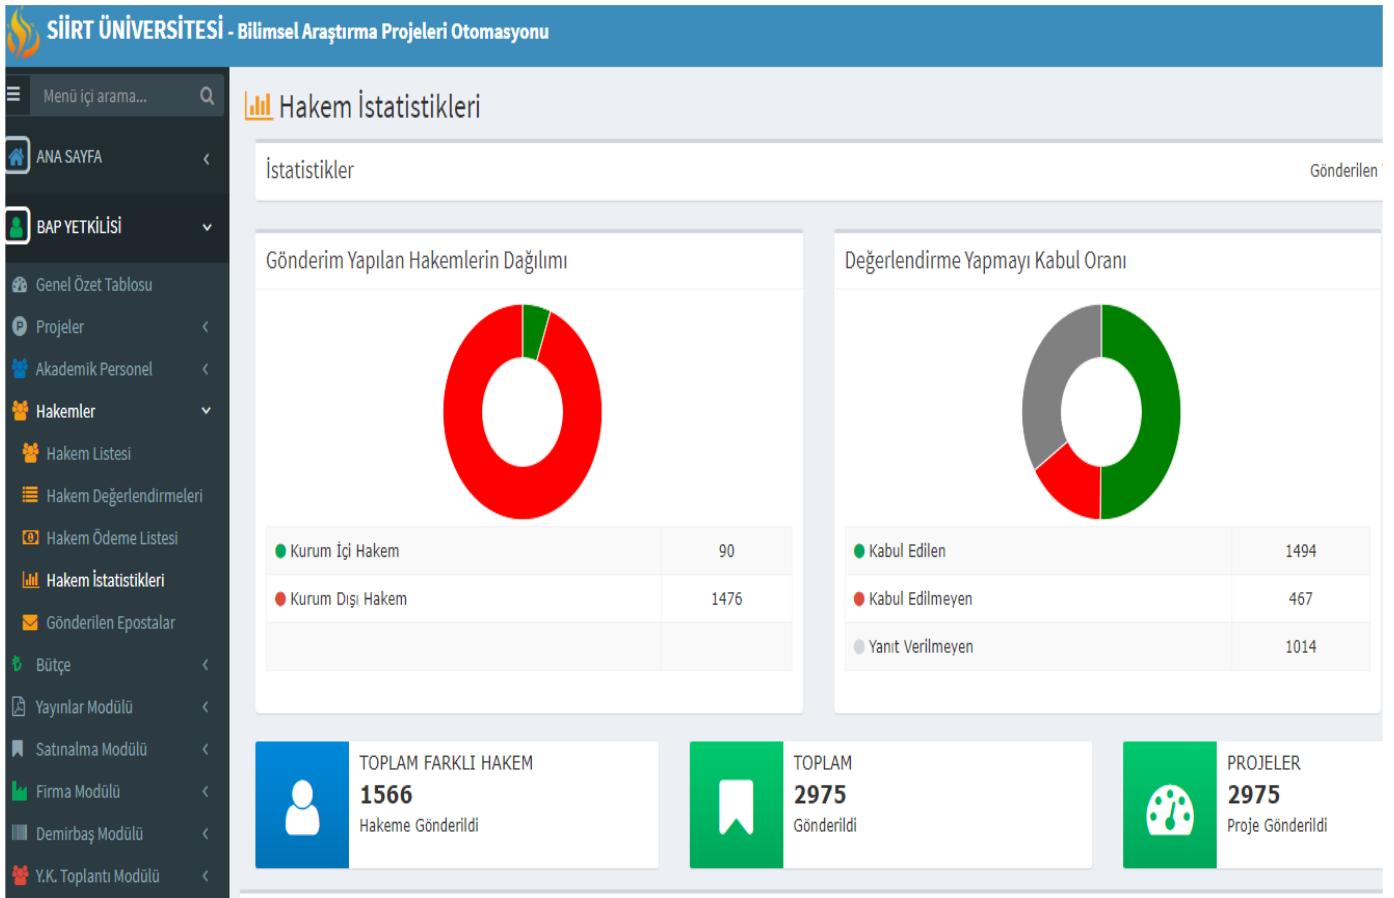 SİİRT ÜNİVERSİTESİ - Bilimsel Araştırma Projeleri Otomasyonu
Menü içi arama...
ANA SAYFA
BAP YETKİLİSİ
Genel Özet Tablosu
Projeler
Akademik Personel
Hakemler
Hakem Listesi
Hakem Değerlendirmeleri
Hakem Ödeme Listesi
Hakem İstatistikleri
Gönderilen Epostalar
Bütçe
Yayınlar Modülü
Satınalma Modülü
Firma Modülü
Demirbaş Modülü
Y.K. Toplantı Modülü
Hakem İstatistikleri
İstatistikler
Gönderilen
Gönderim Yapılan Hakemlerin Dağılımı
Kurum İçi Hakem 90
Kurum Dışı Hakem 1476
Değerlendirme Yapmayı Kabul Oranı
Kabul Edilen 1494
Kabul Edilmeyen 467
Yanıt Verilmeyen 1014
TOPLAM FARKLI HAKEM
1566
Hakeme Gönderildi
TOPLAM
2975
Gönderildi
PROJELER
2975
Proje Gönderildi